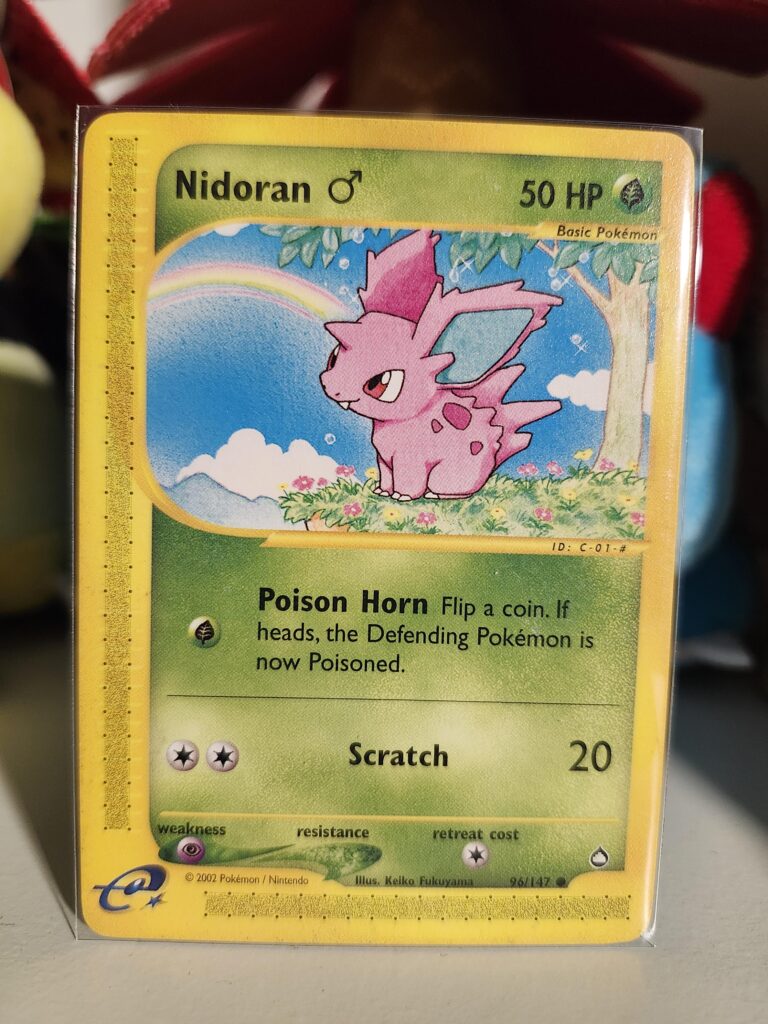 Nidoran ♂ 50 HP
Basic Pokémon
ID: C-01-#
Poison Horn Flip a coin. If
heads, the Defending Pokémon is
now Poisoned.
Scratch 20
weakness resistance retreat cost
© 2002 Pokémon / Nintendo Illus. Keiko Fukuyama 96/147 ●
e